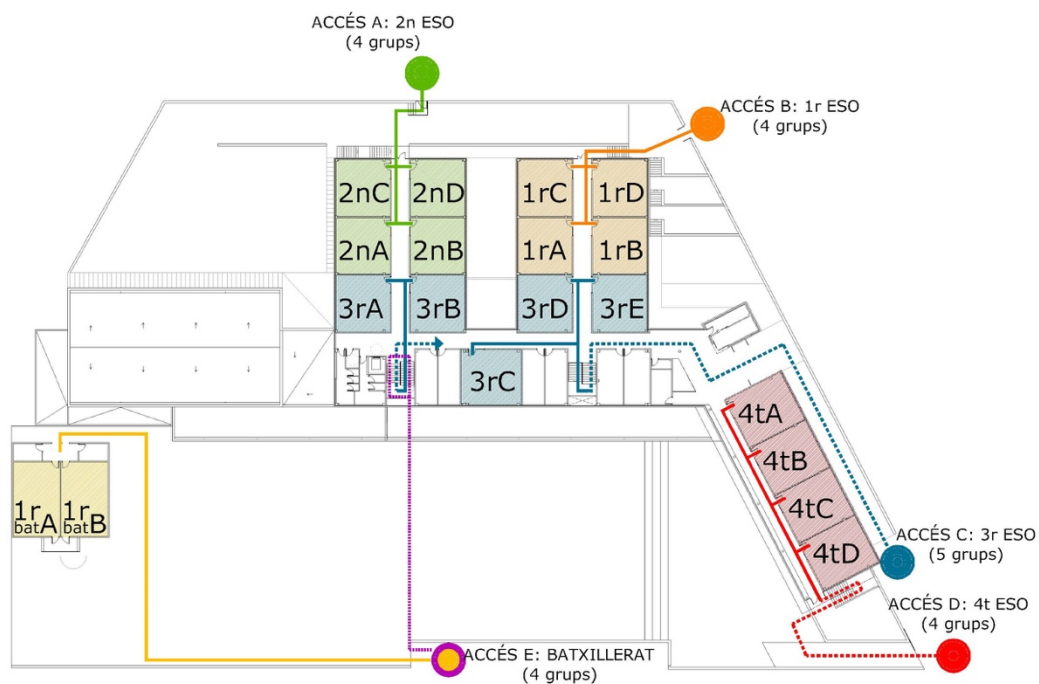 ACCÉS A: 2n ESO
(4 grups)
ACCÉS B: 1r ESO
(4 grups)
2nC
2nD
1rC
1rD
2nA
2nB
1rA
1rB
3rA
3rB
3rD
3rE
3rC
4tA
4tB
4tC
4tD
1r
batA
1r
batB
ACCÉS C: 3r ESO
(5 grups)
ACCÉS D: 4t ESO
(4 grups)
ACCÉS E: BATXILLERAT
(4 grups)